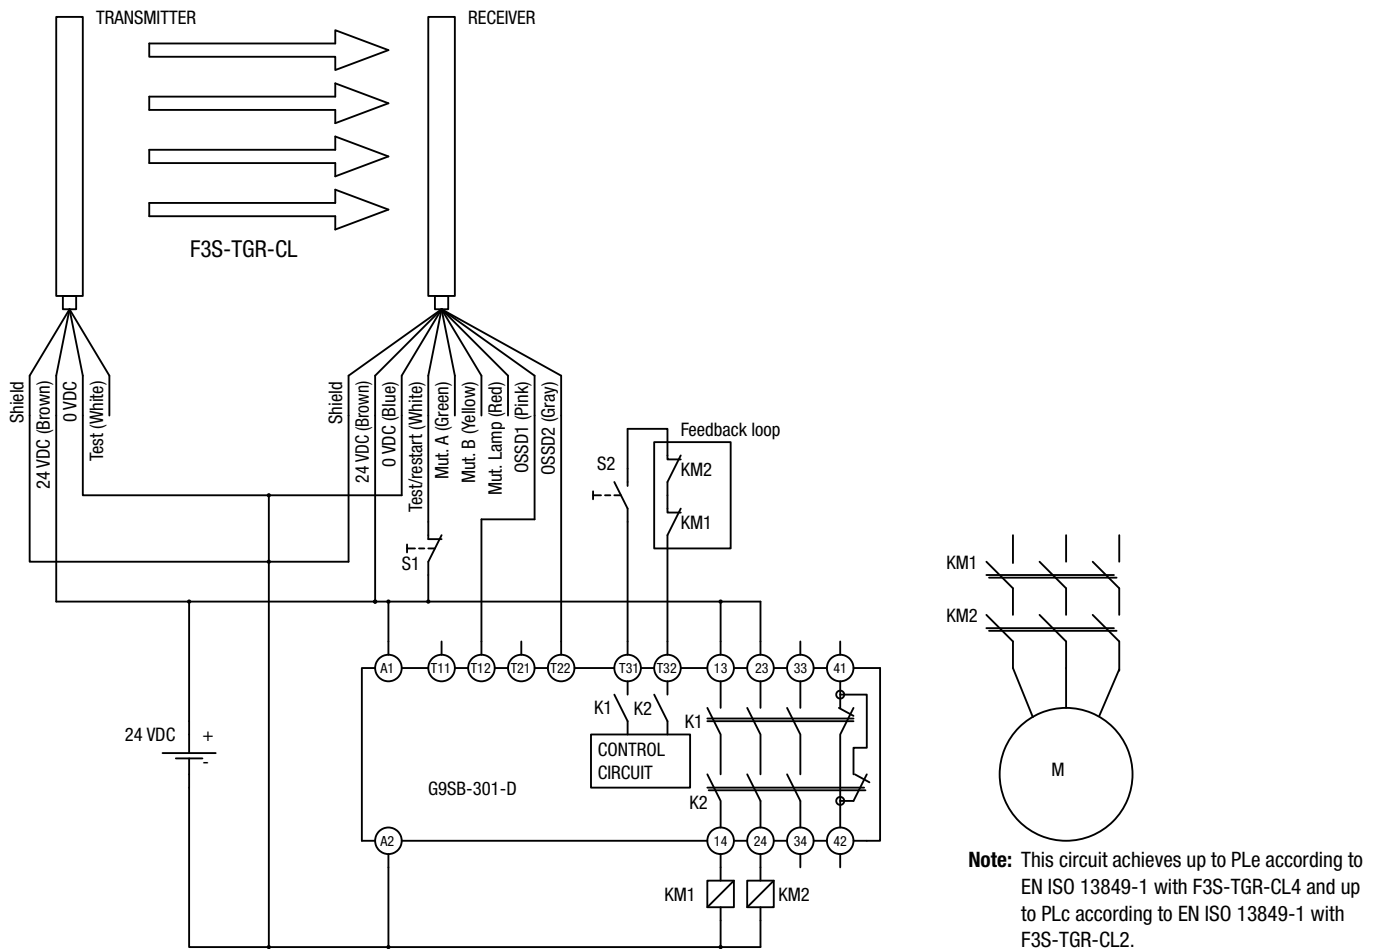 TRANSMITTER
RECEIVER
F3S-TGR-CL
Shield
24 VDC (Brown)
0 VDC
Test (White)
Shield
24 VDC (Brown)
0 VDC (Blue)
Test/restart (White)
Mut. A (Green)
Mut. B (Yellow)
Mut. Lamp (Red)
OSSD1 (Pink)
OSSD2 (Gray)
Feedback loop
S2
KM2
KM1
S1
A1
T11
T12
T21
T22
T31
T32
13
23
33
41
K1
K2
K1
CONTROL
CIRCUIT
K2
G9SB-301-D
24 VDC
+
-
A2
14
24
34
42
KM1
KM2
KM1
KM2
M
Note: This circuit achieves up to PLe according to
EN ISO 13849-1 with F3S-TGR-CL4 and up
to PLc according to EN ISO 13849-1 with
F3S-TGR-CL2.